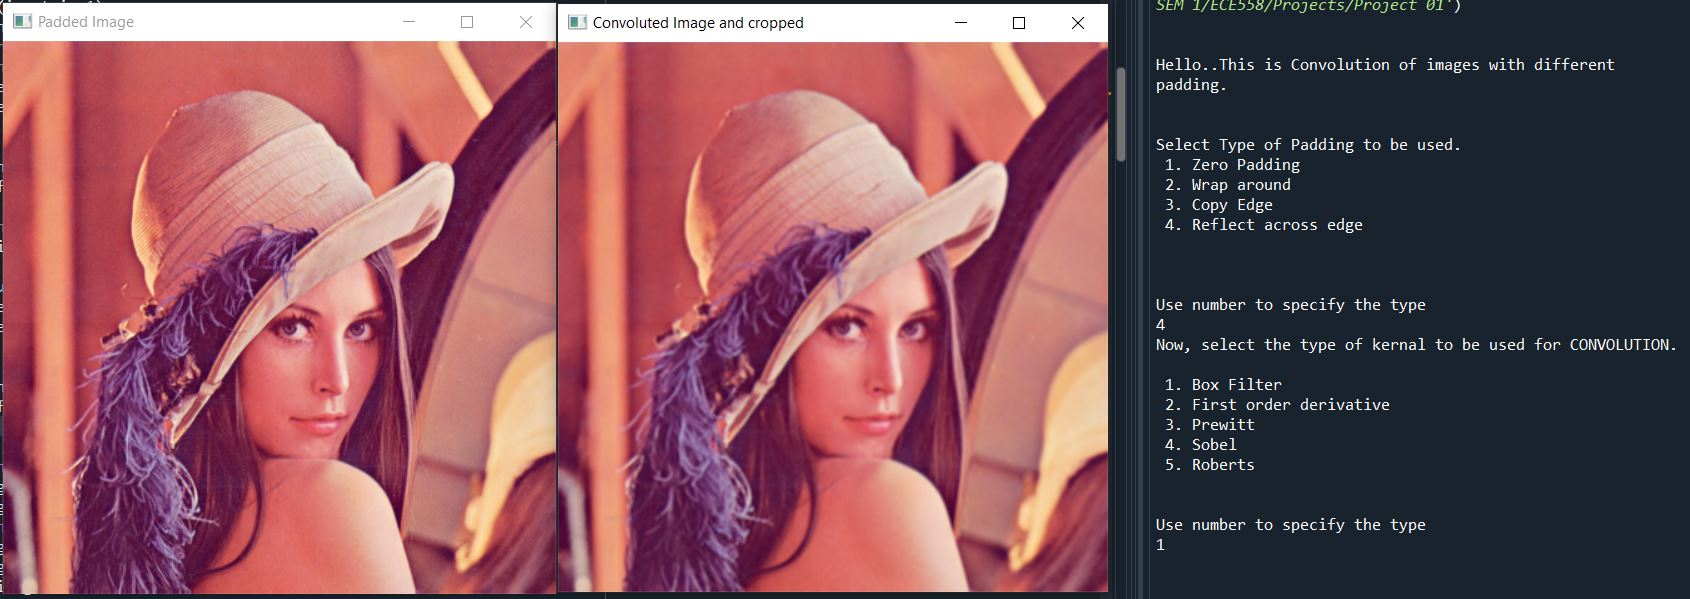 Padded Image
Convoluted Image and cropped
SEM 1/ECE558/Projects/Project 01')
Hello..This is Convolution of images with different
padding.
Select Type of Padding to be used.
1. Zero Padding
2. Wrap around
3. Copy Edge
4. Reflect across edge
Use number to specify the type
4
Now, select the type of kernal to be used for CONVOLUTION.
1. Box Filter
2. First order derivative
3. Prewitt
4. Sobel
5. Roberts
Use number to specify the type
1